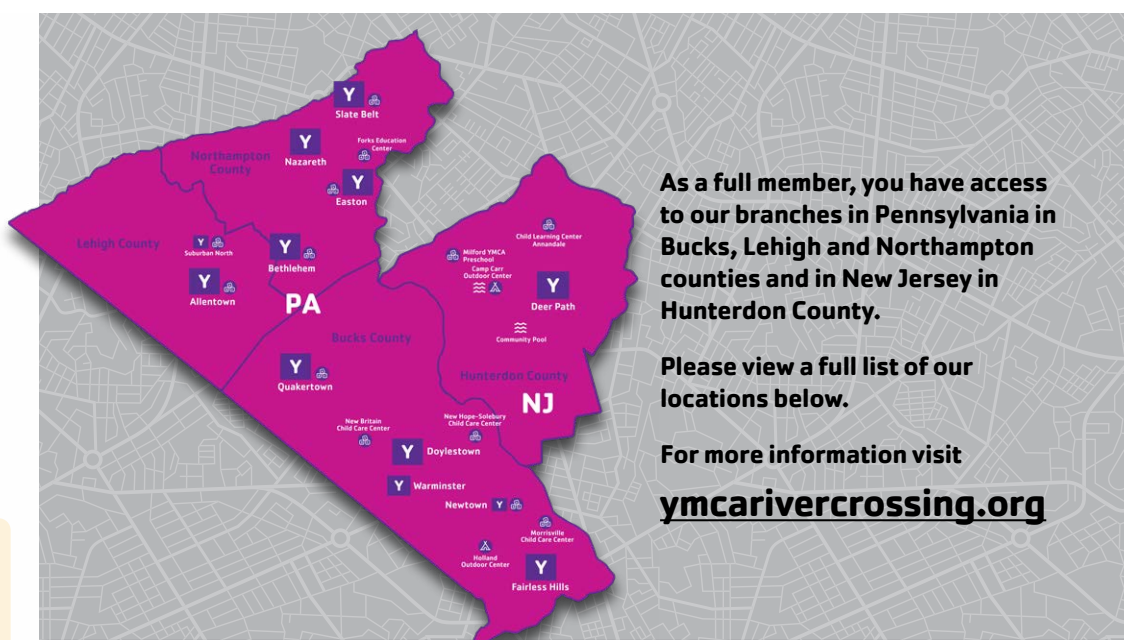 Y
Slate Belt
Y
Nazareth
Forks Education
Center
Northampton
County
Y
Easton
Lehigh County
Y
Suburban North
Y
Bethlehem
Y
Allentown
PA
Child Learning Center
Annandale
Milford YMCA
Preschool
Camp Carr
Outdoor Center
Y
Deer Path
Community Pool
Bucks County
Y
Quakertown
Hunterdon County
NJ
New Britain
Child Care Center
New Hope-Solebury
Child Care Center
Y
Doylestown
Y
Warminster
Newtown Y
Morrisville
Child Care Center
Holland
Outdoor Center
Y
Fairless Hills
As a full member, you have access
to our branches in Pennsylvania in
Bucks, Lehigh and Northampton
counties and in New Jersey in
Hunterdon County.
Please view a full list of our
locations below.
For more information visit
ymcarivercrossing.org